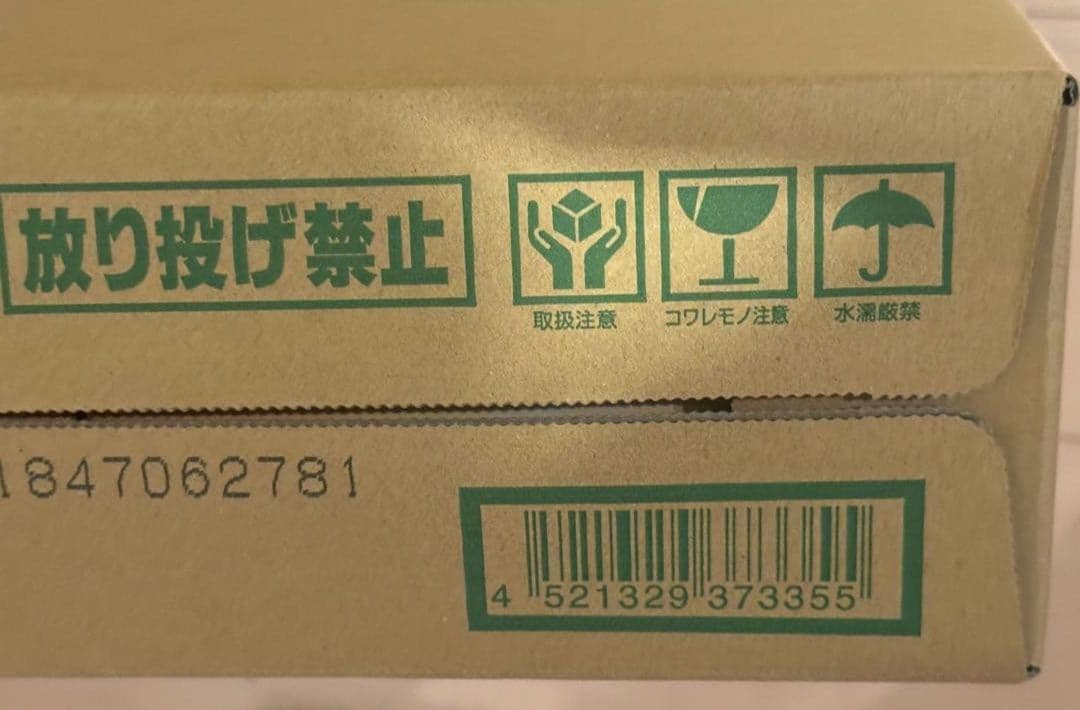 放り投げ禁止
取扱注意
コワレモノ注意
水濡厳禁
1847062781
4 521329 373355